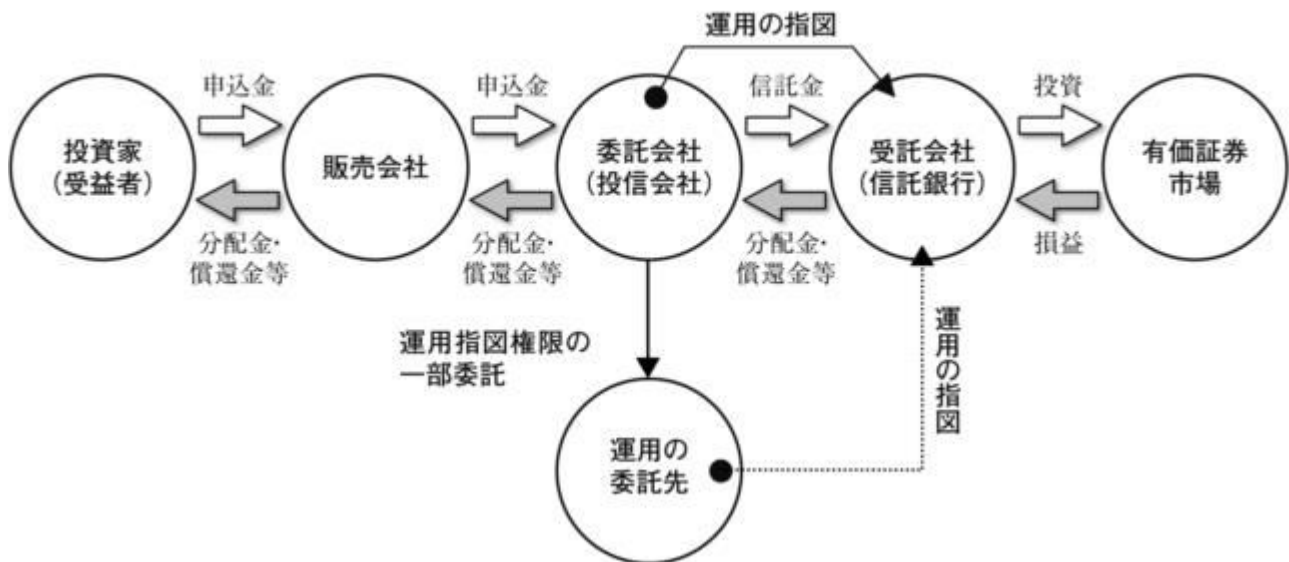 運用の指図
申込金
申込金
信託金
投資
投資家
（受益者）
販売会社
委託会社
（投信会社）
受託会社
（信託銀行）
有価証券
市場
分配金・
償還金等
分配金・
償還金等
分配金・
償還金等
損益
運用指図権限の
一部委託
運用の指図
運用の
委託先